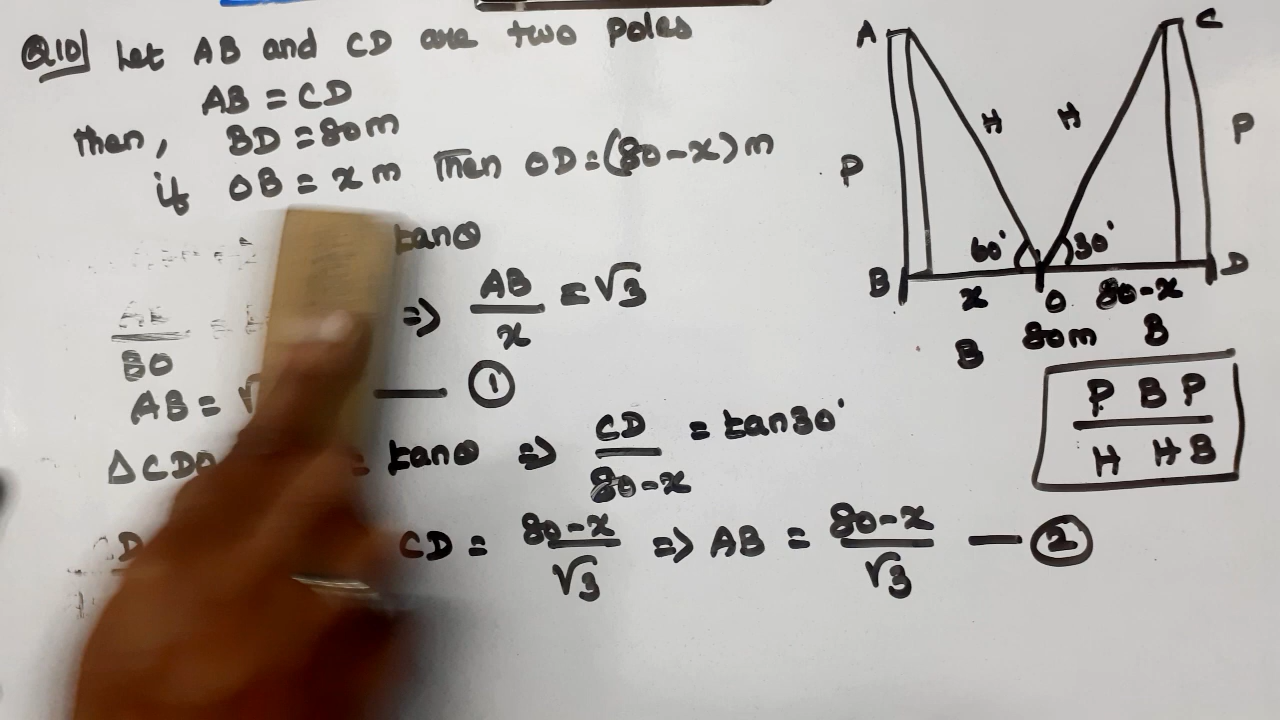 Q10) Let AB and CD are two poles
AB = CD
then, BD = 80m
if OB = x m Then OD = (80-x) m
tanθ
=> AB/x = √3
BO
AB = √ — ①
ΔCDO = tanθ => CD/80-x = tan30°
CD = 80-x/√3 => AB = 80-x/√3 — ②
A C
H H
P P
60° 30°
B x O 80-x D
B 80m B
P B P
H H B